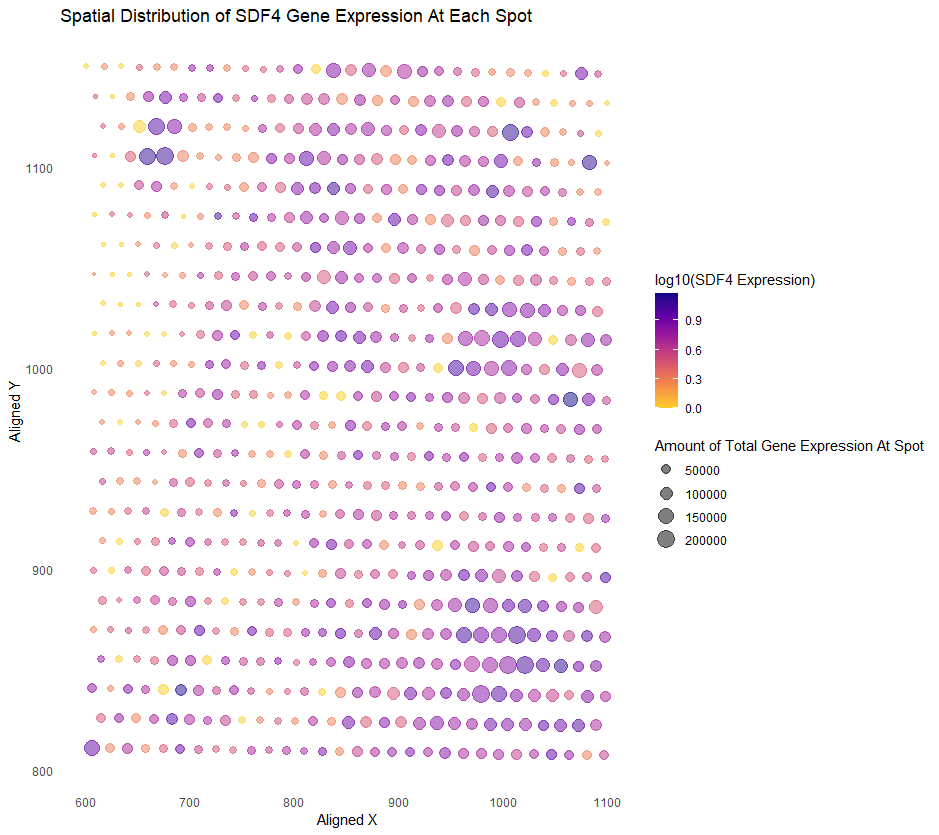 Spatial Distribution of SDF4 Gene Expression At Each Spot
Aligned Y
1100
1000
900
800
600 700 800 900 1000 1100
Aligned X
log10(SDF4 Expression)
0.9
0.6
0.3
0.0
Amount of Total Gene Expression At Spot
50000
100000
150000
200000